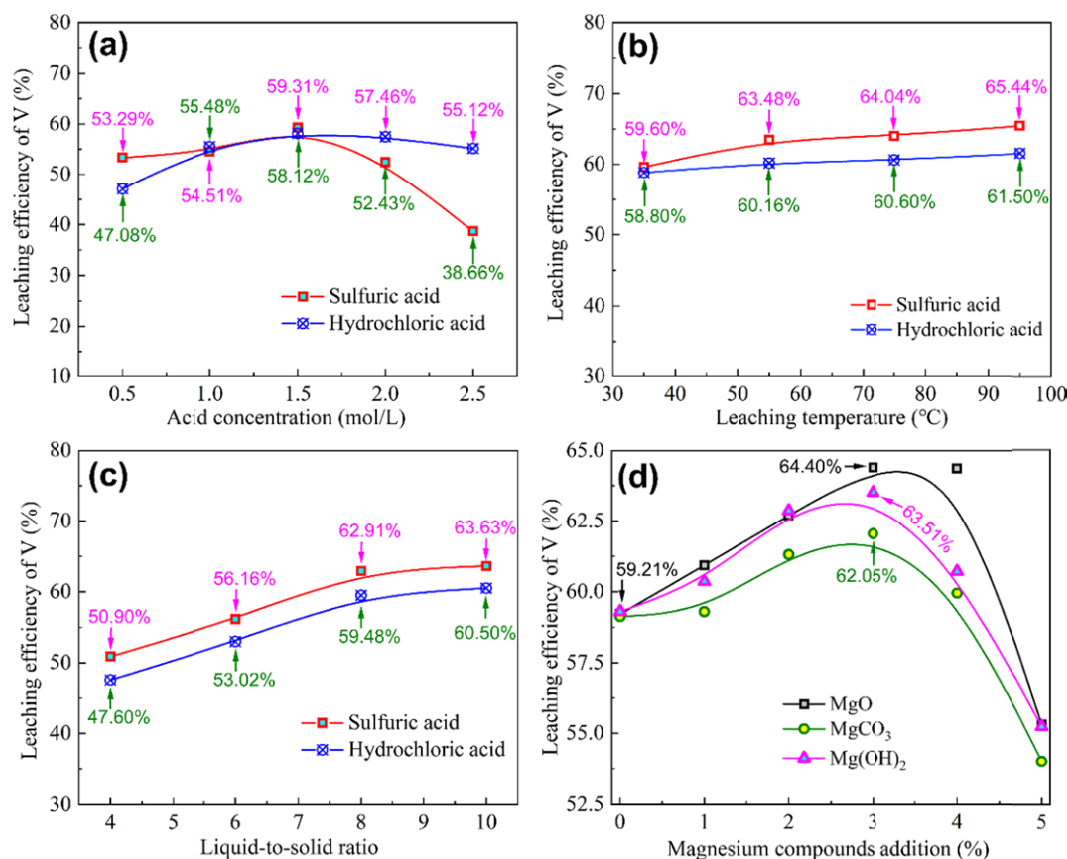 (a)
Leaching efficiency of V (%)
80
70
60
50
40
30
20
10
53.29%
55.48%
59.31%
57.46%
55.12%
47.08%
54.51%
58.12%
52.43%
38.66%
Sulfuric acid
Hydrochloric acid
0.5 1.0 1.5 2.0 2.5
Acid concentration (mol/L)
(b)
Leaching efficiency of V (%)
80
70
60
50
40
30
59.60%
63.48%
64.04%
65.44%
58.80%
60.16%
60.60%
61.50%
Sulfuric acid
Hydrochloric acid
30 40 50 60 70 80 90 100
Leaching temperature (°C)
(c)
Leaching efficiency of V (%)
80
70
60
50
40
30
50.90%
56.16%
62.91%
63.63%
47.60%
53.02%
59.48%
60.50%
Sulfuric acid
Hydrochloric acid
4 6 8 10
Liquid-to-solid ratio
(d)
Leaching efficiency of V (%)
65.0
62.5
60.0
57.5
55.0
52.5
64.40%
59.21%
63.51%
62.05%
MgO
MgCO₃
Mg(OH)₂
0 1 2 3 4 5
Magnesium compounds addition (%)